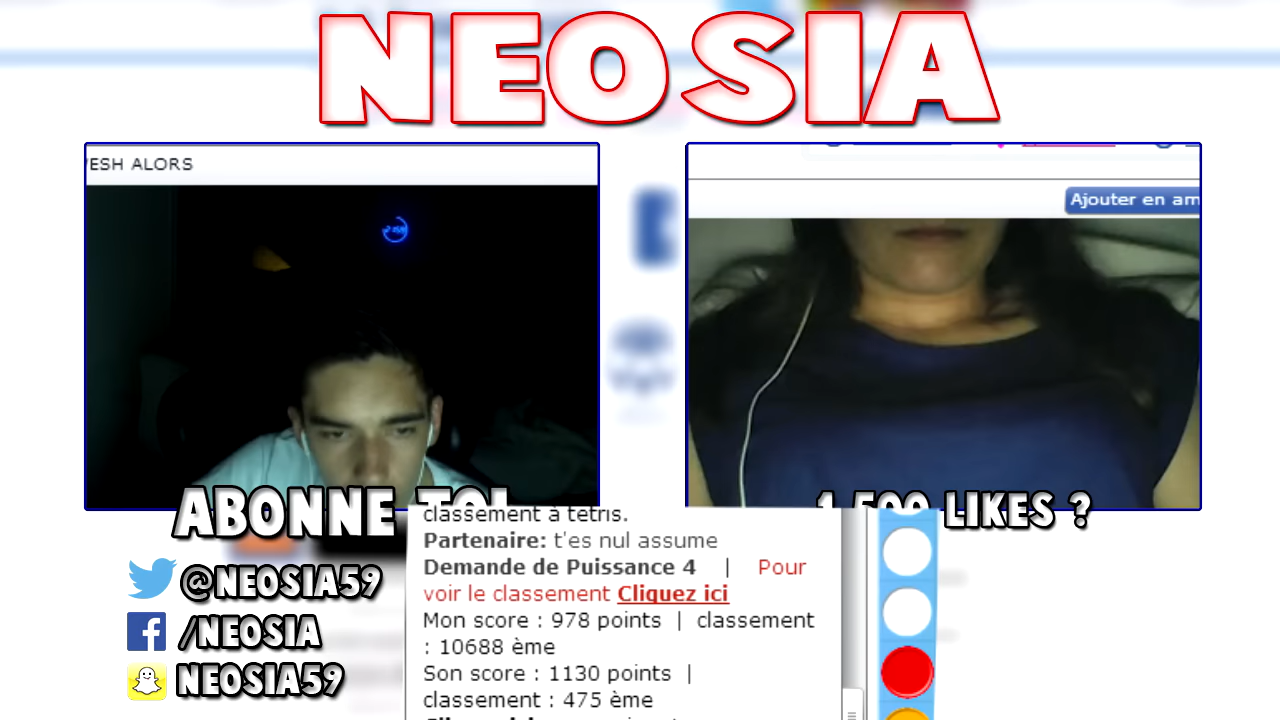 NEOSIA
ESH ALORS
Ajouter en am
ABONNE TOI
1 500 LIKES ?
classement à tetris.
Partenaire: t'es nul assume
Demande de Puissance 4 | Pour
voir le classement Cliquez ici
Mon score : 978 points | classement
: 10688 ème
Son score : 1130 points |
classement : 475 ème
@NEOSIA59
/NEOSIA
NEOSIA59